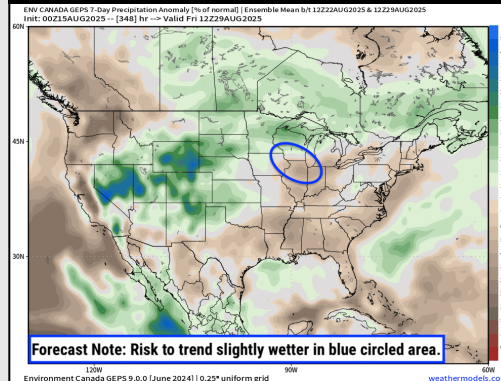 ENV CANADA GEPS 7-Day Precipitation Anomaly [% of normal] | Ensemble Mean b/t 12Z22AUG2025 & 12Z29AUG2025
Init: 00Z15AUG2025 -- [348] hr --> Valid Fri 12Z29AUG2025
60N
45N
30N
Forecast Note: Risk to trend slightly wetter in blue circled area.
120W 90W 60W
Environment Canada GEPS 9.0.0 [June 2024] | 0.25° uniform grid weathermodels.co